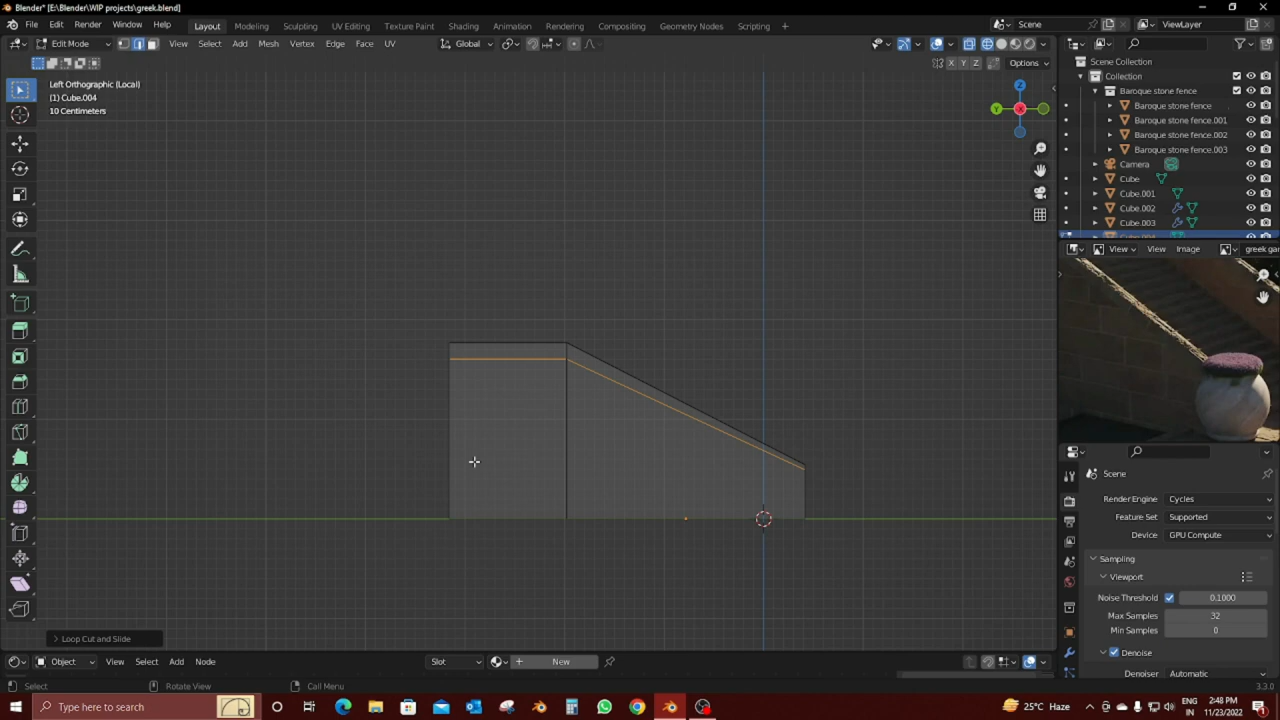 Blender* [E:\Blender\WIP projects\greek.blend]
File Edit Render Window Help Layout Modeling Sculpting UV Editing Texture Paint Shading Animation Rendering Compositing Geometry Nodes Scripting + Scene ViewLayer
Edit Mode View Select Add Mesh Vertex Edge Face UV Global
X Y Z Options
Left Orthographic (Local)
(1) Cube.004
10 Centimeters
Z
Y
X
Scene Collection
Collection
Baroque stone fence
Baroque stone fence
Baroque stone fence.001
Baroque stone fence.002
Baroque stone fence.003
Camera
Cube
Cube.001
Cube.002
Cube.003
Cube.004
View View Image greek gar
Scene
Render Engine Cycles
Feature Set Supported
Device GPU Compute
Sampling
Viewport
Noise Threshold 0.1000
Max Samples 32
Min Samples 0
Denoise
Denoiser Automatic
Loop Cut and Slide
Object View Select Add Node Slot New
Select Rotate View Call Menu 3.3.0
Type here to search 25°C Haze ENG 2:48 PM
IN 11/23/2022